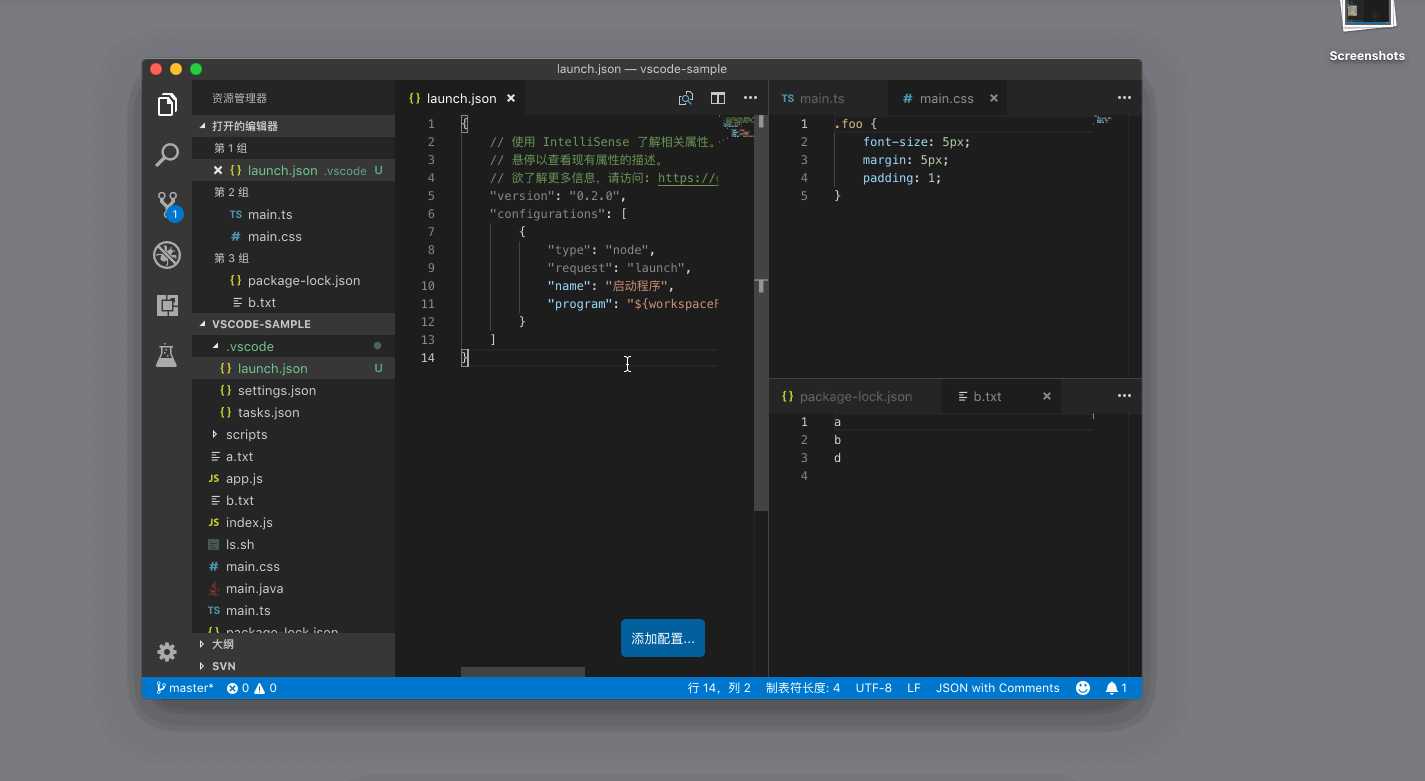 Screenshots
launch.json — vscode-sample
资源管理器
打开的编辑器
第 1 组
launch.json .vscode U
第 2 组
TS main.ts
# main.css
第 3 组
{} package-lock.json
b.txt
VSCODE-SAMPLE
.vscode
{} launch.json U
{} settings.json
{} tasks.json
scripts
a.txt
JS app.js
b.txt
JS index.js
ls.sh
# main.css
main.java
TS main.ts
{} package-lock.json
大纲
SVN
1
{} launch.json
1 {
2 // 使用 IntelliSense 了解相关属性。
3 // 悬停以查看现有属性的描述。
4 // 欲了解更多信息，请访问: https://
5 "version": "0.2.0",
6 "configurations": [
7 {
8 "type": "node",
9 "request": "launch",
10 "name": "启动程序",
11 "program": "${workspaceF
12 }
13 ]
14 }
添加配置...
TS main.ts # main.css
1 .foo {
2 font-size: 5px;
3 margin: 5px;
4 padding: 1;
5 }
{} package-lock.json b.txt
1 a
2 b
3 d
4
master* 0 0 行 14，列 2 制表符长度: 4 UTF-8 LF JSON with Comments 1